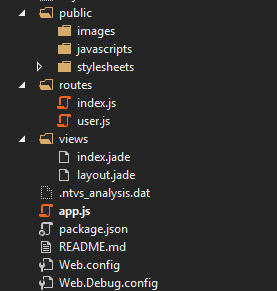 public
images
javascripts
stylesheets
routes
index.js
user.js
views
index.jade
layout.jade
.ntvs_analysis.dat
app.js
package.json
README.md
Web.config
Web.Debug.config